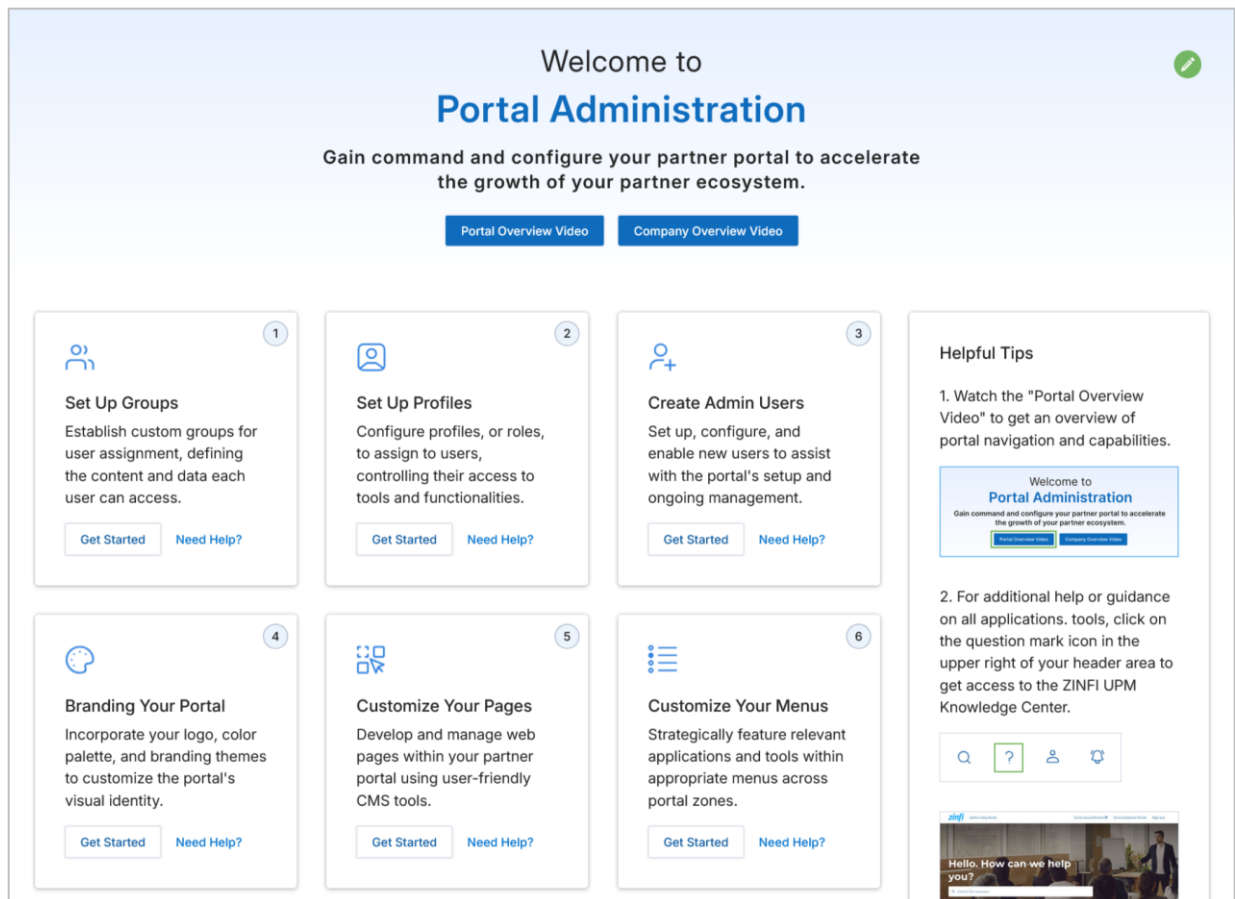 Welcome to
Portal Administration
Gain command and configure your partner portal to accelerate
the growth of your partner ecosystem.
Portal Overview Video
Company Overview Video
1
Set Up Groups
Establish custom groups for
user assignment, defining
the content and data each
user can access.
Get Started
Need Help?
2
Set Up Profiles
Configure profiles, or roles,
to assign to users,
controlling their access to
tools and functionalities.
Get Started
Need Help?
3
Create Admin Users
Set up, configure, and
enable new users to assist
with the portal's setup and
ongoing management.
Get Started
Need Help?
4
Branding Your Portal
Incorporate your logo, color
palette, and branding themes
to customize the portal's
visual identity.
Get Started
Need Help?
5
Customize Your Pages
Develop and manage web
pages within your partner
portal using user-friendly
CMS tools.
Get Started
Need Help?
6
Customize Your Menus
Strategically feature relevant
applications and tools within
appropriate menus across
portal zones.
Get Started
Need Help?
Helpful Tips
1. Watch the "Portal Overview
Video" to get an overview of
portal navigation and capabilities.
Welcome to
Portal Administration
Gain command and configure your partner portal to accelerate
the growth of your partner ecosystem.
Portal Overview Video
Company Overview Video
2. For additional help or guidance
on all applications. tools, click on
the question mark icon in the
upper right of your header area to
get access to the ZINFI UPM
Knowledge Center.
?
zinfi
Hello. How can we help
you?